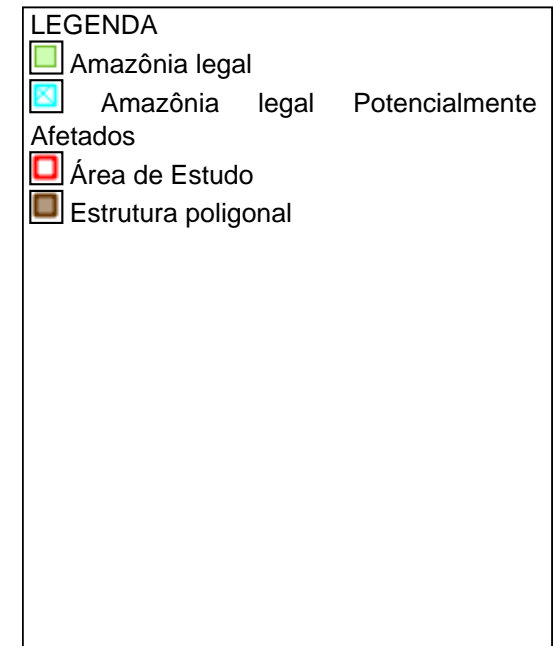 LEGENDA
Amazônia legal
Amazônia legal Potencialmente
Afetados
Área de Estudo
Estrutura poligonal